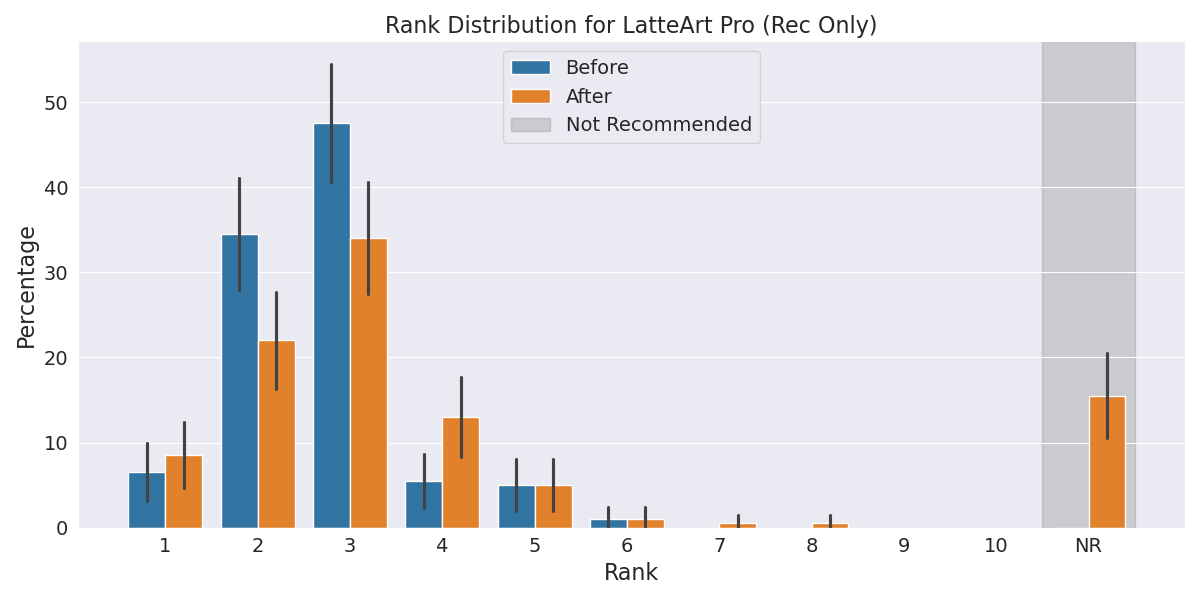 Rank Distribution for LatteArt Pro (Rec Only)
Before
After
Not Recommended
Percentage
50
40
30
20
10
0
1 2 3 4 5 6 7 8 9 10 NR
Rank